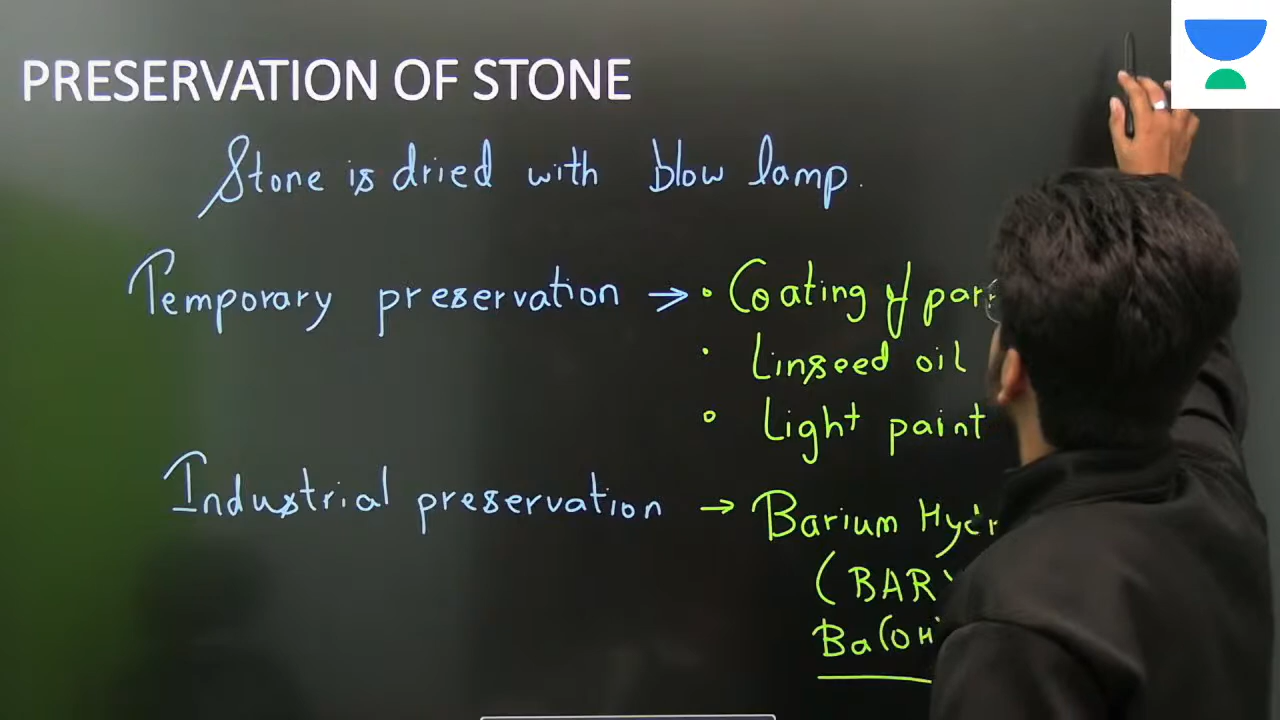 PRESERVATION OF STONE
Stone is dried with blow lamp.
Temporary preservation → • Coating of
• Linseed oil
• Light paint
Industrial preservation → Barium